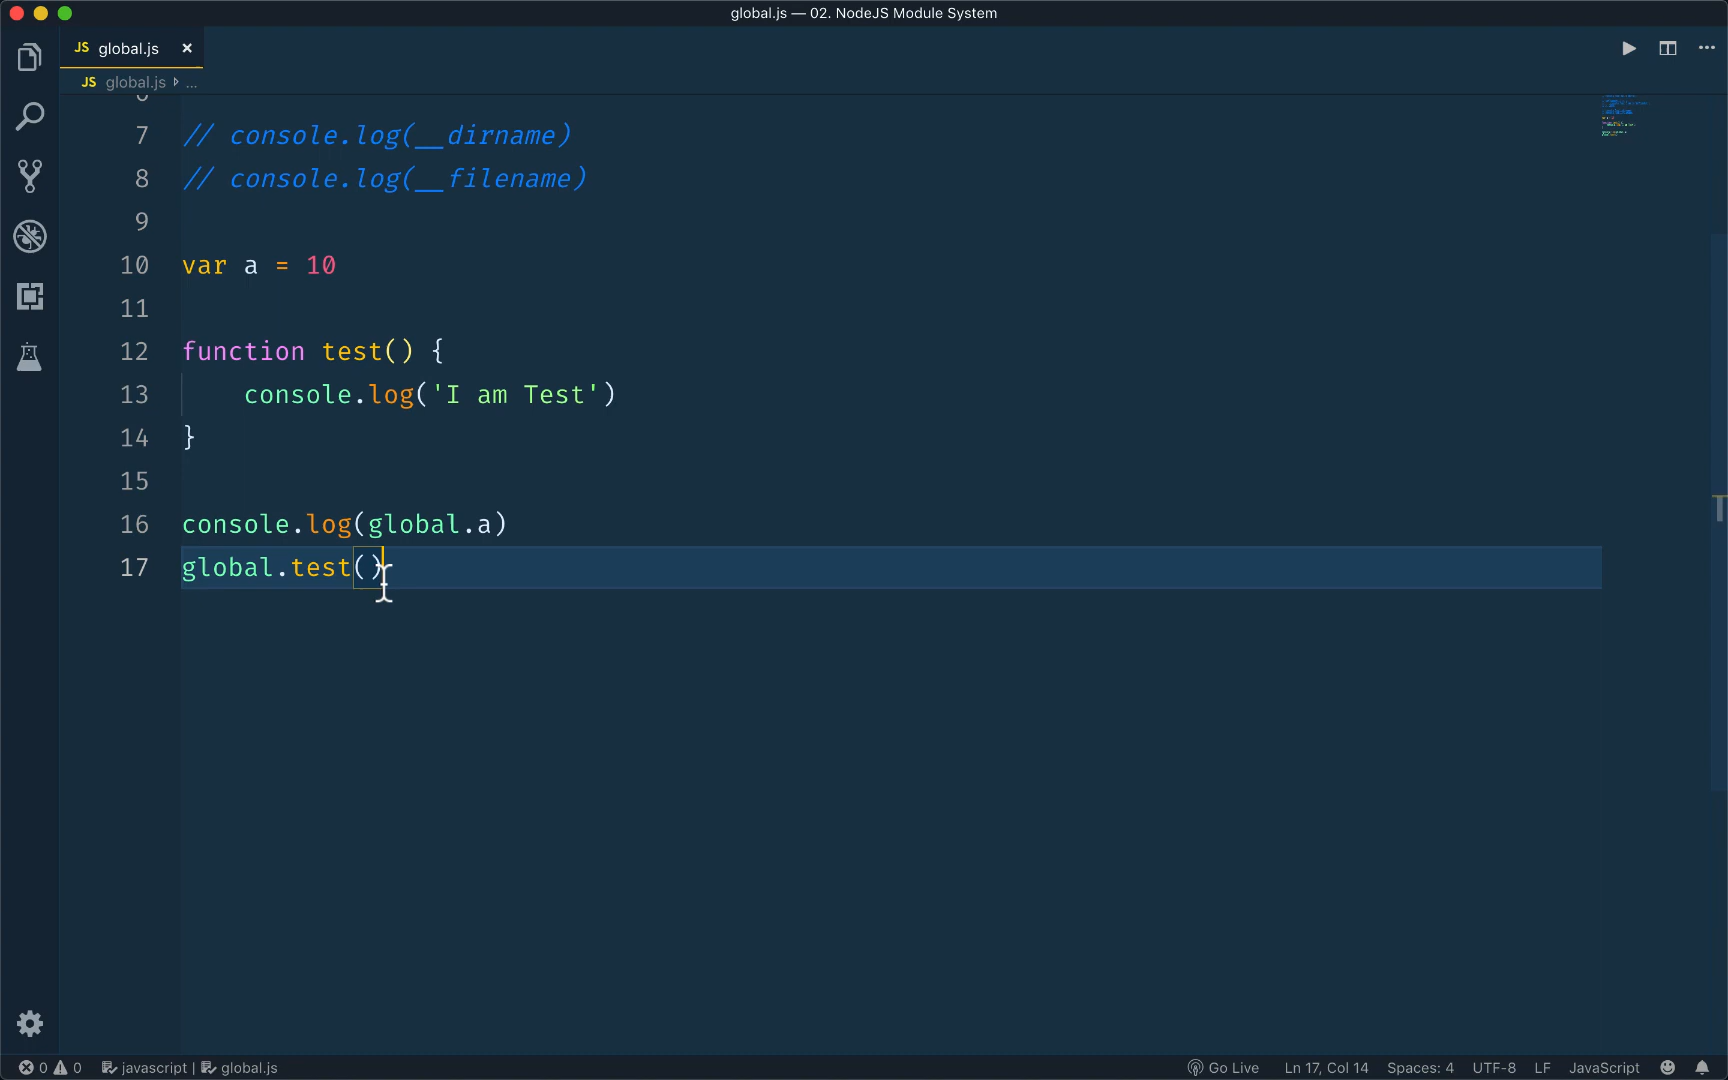 global.js — 02. NodeJS Module System
JS global.js ×
JS global.js ...
7 // console.log(__dirname)
8 // console.log(__filename)
9
10 var a = 10
11
12 function test() {
13 console.log('I am Test')
14 }
15
16 console.log(global.a)
17 global.test()
0 0 javascript | global.js Go Live Ln 17, Col 14 Spaces: 4 UTF-8 LF JavaScript